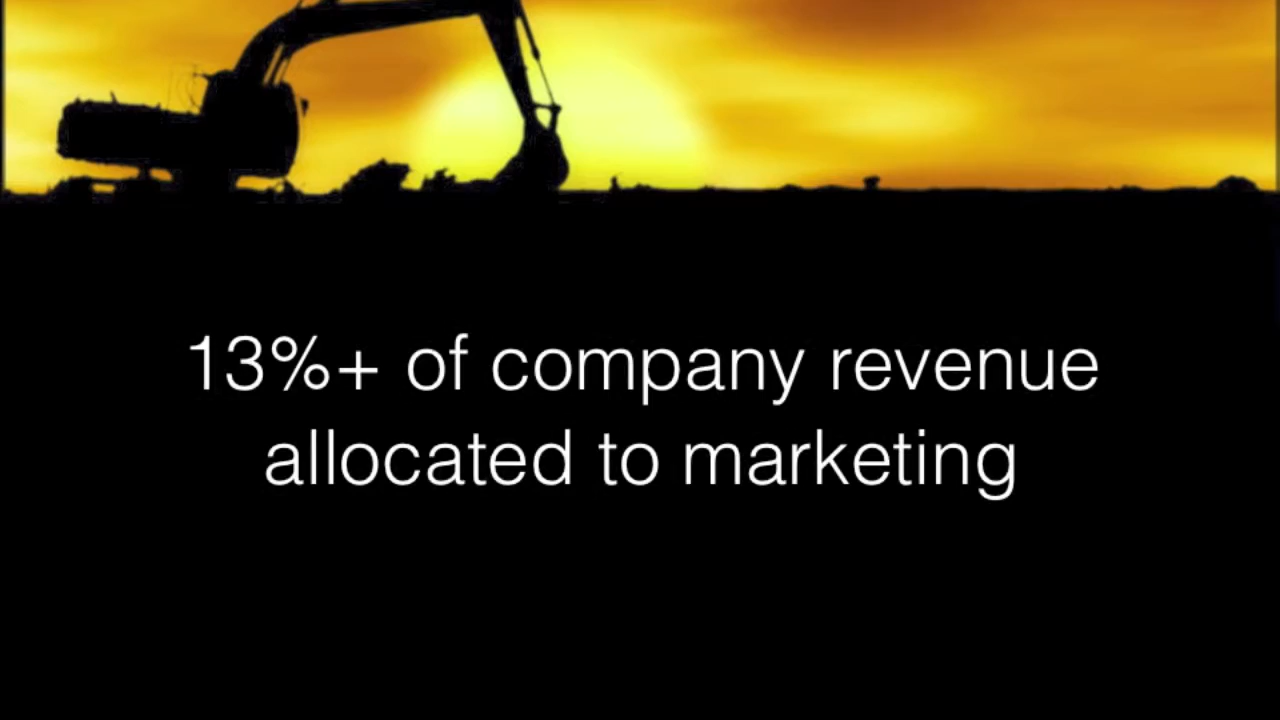 13%+ of company revenue
allocated to marketing